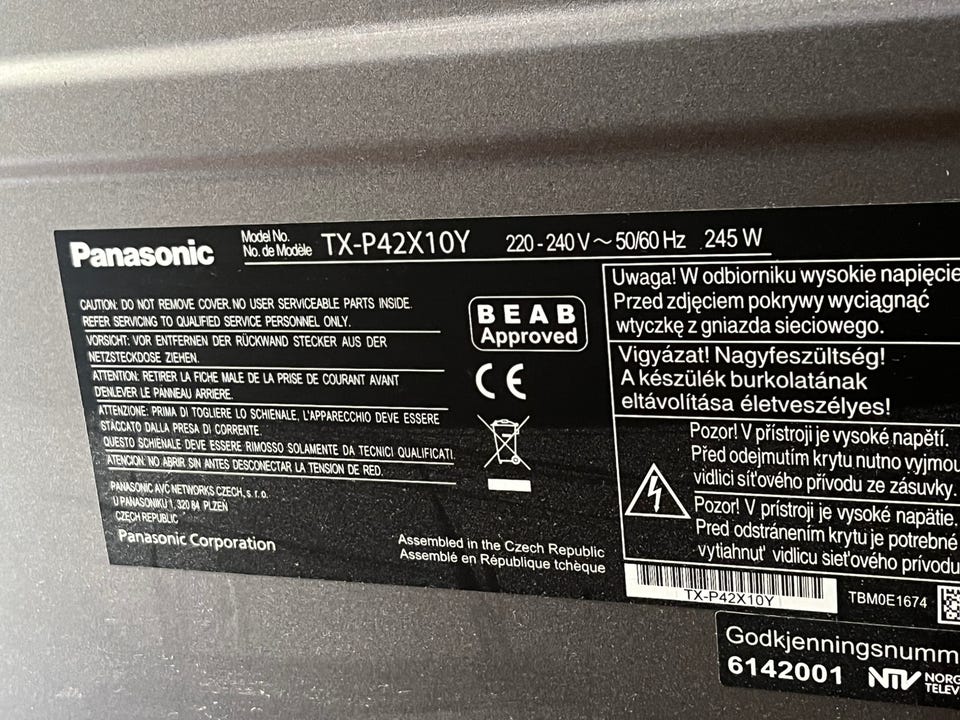 Panasonic
Model No.
No. de Modèle
TX-P42X10Y
220 - 240 V ~ 50/60 Hz 245 W
CAUTION: DO NOT REMOVE COVER. NO USER SERVICEABLE PARTS INSIDE.
REFER SERVICING TO QUALIFIED SERVICE PERSONNEL ONLY.
VORSICHT: VOR ENTFERNEN DER RÜCKWAND STECKER AUS DER
NETZSTECKDOSE ZIEHEN.
ATTENTION: RETIRER LA FICHE MALE DE LA PRISE DE COURANT AVANT
D'ENLEVER LE PANNEAU ARRIERE.
ATTENZIONE: PRIMA DI TOGLIERE LO SCHIENALE, L'APPARECCHIO DEVE ESSERE
STACCATO DALLA PRESA DI CORRENTE.
QUESTO SCHIENALE DEVE ESSERE RIMOSSO SOLAMENTE DA TECNICI QUALIFICATI.
ATENCION: NO ABRIR SIN ANTES DESCONECTAR LA TENSION DE RED.
PANASONIC AVC NETWORKS CZECH, s. r. o.
U PANASONIKU 1, 320 84 PLZEŇ
CZECH REPUBLIC
Panasonic Corporation
BEAB
Approved
CE
Assembled in the Czech Republic
Assemblé en République tchèque
Uwaga! W odbiorniku wysokie napięcie
Przed zdjęciem pokrywy wyciągnąć
wtyczkę z gniazda sieciowego.
Vigyázat! Nagyfeszültség!
A készülék burkolatának
eltávolítása életveszélyes!
Pozor! V přístroji je vysoké napětí.
Před odejmutím krytu nutno vyjmou
vidlici síťového přívodu ze zásuvky.
Pozor! V prístroji je vysoké napätie.
Pred odstránením krytu je potrebné
vytiahnuť vidlicu sieťového prívodu
TX-P42X10Y
TBM0E1674
Godkjenningsnumm
6142001 NTV NORG
TELEV